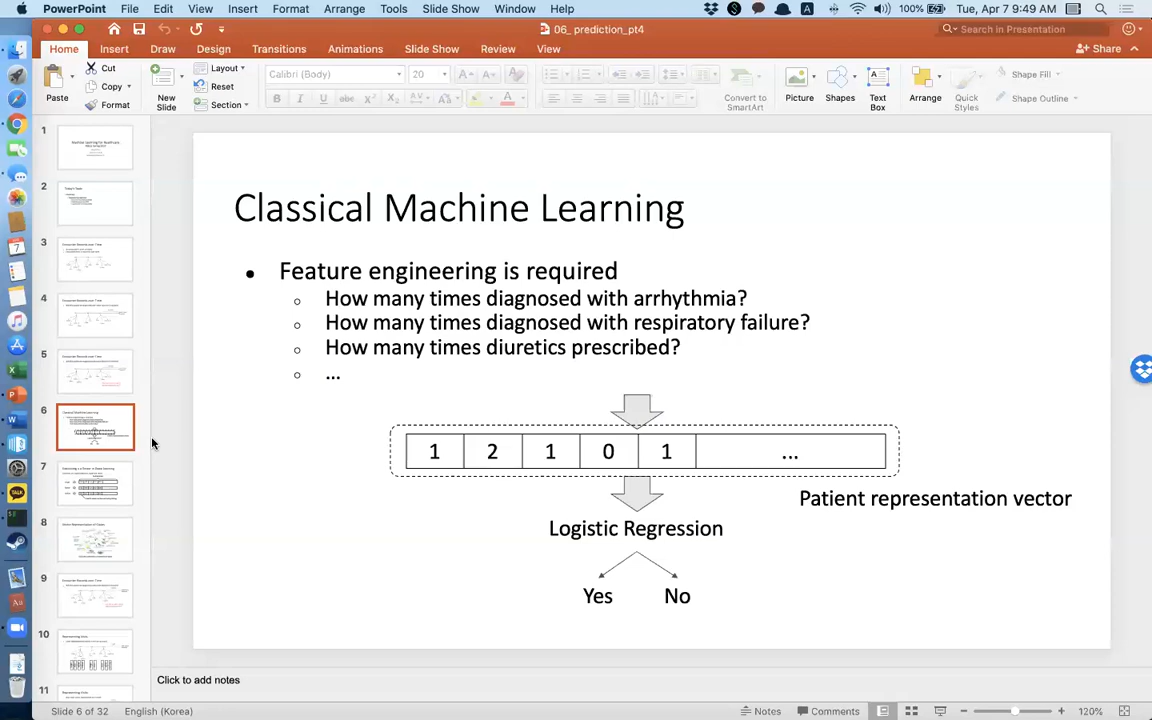 PowerPoint File Edit View Insert Format Arrange Tools Slide Show Window Help 100% Tue, Apr 7 9:49 AM
06_ prediction_pt4
Search in Presentation
Home Insert Draw Design Transitions Animations Slide Show Review View
Share
Paste
Cut
Copy
Format
New
Slide
Layout
Reset
Section
Calibri (Body) 20
Convert to
SmartArt
Picture
Shapes
Text
Box
Arrange
Quick
Styles
Shape Fill
Shape Outline
1
2
3
4
5
6
7
8
9
10
11
Classical Machine Learning
● Feature engineering is required
○ How many times diagnosed with arrhythmia?
○ How many times diagnosed with respiratory failure?
○ How many times diuretics prescribed?
○ ...
1 2 1 0 1 ...
Patient representation vector
Logistic Regression
Yes No
Click to add notes
Slide 6 of 32 English (Korea)
Notes Comments 120%